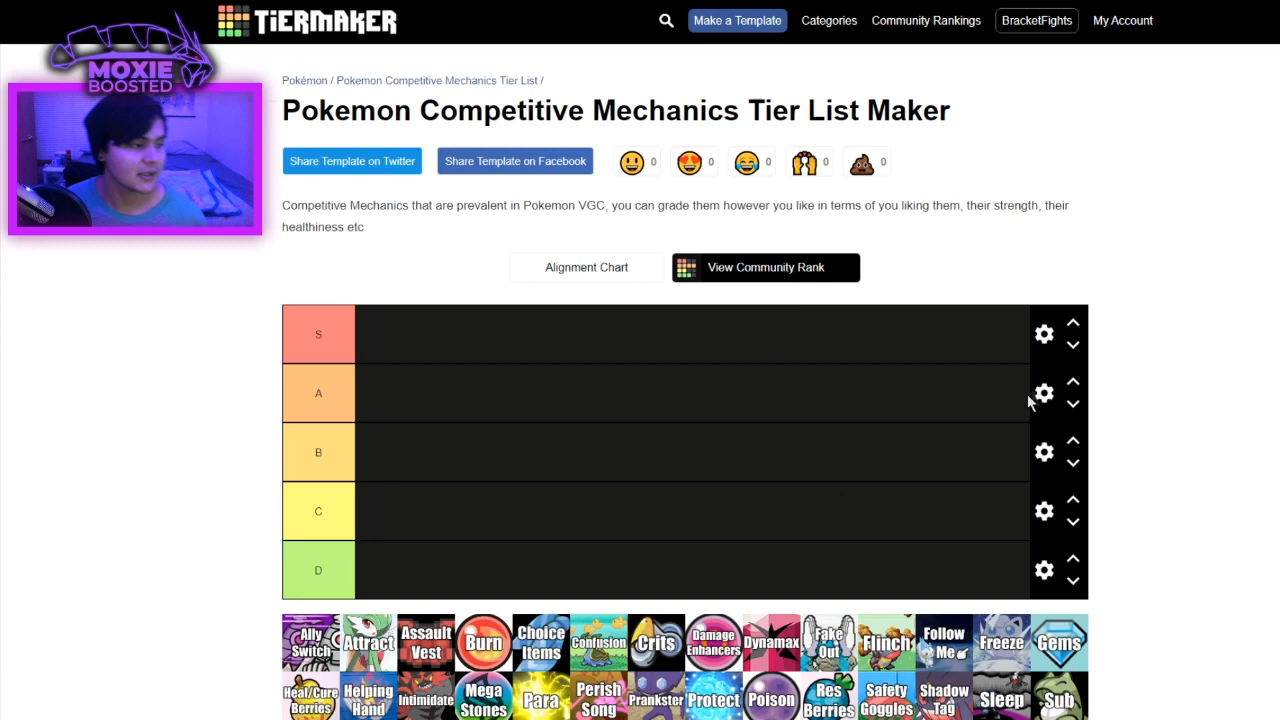 TIERMAKER
Make a Template
Categories
Community Rankings
BracketFights
My Account
MOXIE
BOOSTED
Pokémon / Pokemon Competitive Mechanics Tier List /
Pokemon Competitive Mechanics Tier List Maker
Share Template on Twitter
Share Template on Facebook
0
0
0
0
0
Competitive Mechanics that are prevalent in Pokemon VGC, you can grade them however you like in terms of you liking them, their strength, their
healthiness etc
Alignment Chart
View Community Rank
S
A
B
C
D
Ally
Switch
Attract
Assault
Vest
Burn
Choice
Items
Confusion
Crits
Damage
Enhancers
Dynamax
Fake
Out
Flinch
Follow
Me
Freeze
Gems
Heal/Cure
Berries
Helping
Hand
Intimidate
Mega
Stones
Para
Perish
Song
Prankster
Protect
Poison
Res
Berries
Safety
Goggles
Shadow
Tag
Sleep
Sub